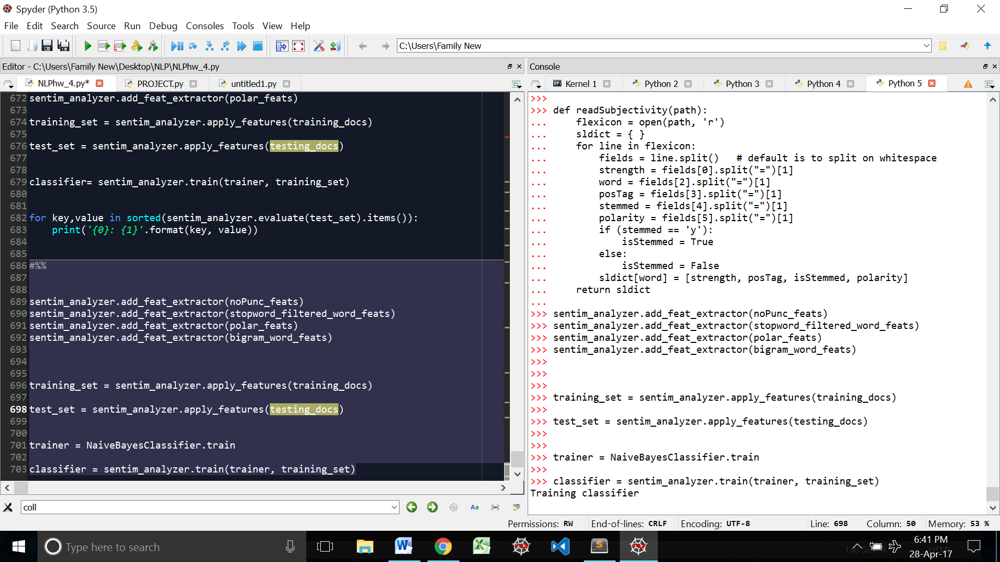 Spyder (Python 3.5)
File Edit Search Source Run Debug Consoles Tools View Help
C:\Users\Family New
Editor - C:\Users\Family New\Desktop\NLP\NLPhw_4.py
NLPhw_4.py* PROJECT.py untitled1.py
672 sentim_analyzer.add_feat_extractor(polar_feats)
673
674 training_set = sentim_analyzer.apply_features(training_docs)
675
676 test_set = sentim_analyzer.apply_features(testing_docs)
677
678
679 classifier= sentim_analyzer.train(trainer, training_set)
680
681
682 for key,value in sorted(sentim_analyzer.evaluate(test_set).items()):
683     print('{0}: {1}'.format(key, value))
684
685
686 #%%
687
688
689 sentim_analyzer.add_feat_extractor(noPunc_feats)
690 sentim_analyzer.add_feat_extractor(stopword_filtered_word_feats)
691 sentim_analyzer.add_feat_extractor(polar_feats)
692 sentim_analyzer.add_feat_extractor(bigram_word_feats)
693
694
695
696 training_set = sentim_analyzer.apply_features(training_docs)
697
698 test_set = sentim_analyzer.apply_features(testing_docs)
699
700
701 trainer = NaiveBayesClassifier.train
702
703 classifier = sentim_analyzer.train(trainer, training_set)
coll
Aa
Console
IP: Kernel 1 Python 2 Python 3 Python 4 Python 5
>>>
>>> def readSubjectivity(path):
...     flexicon = open(path, 'r')
...     sldict = { }
...     for line in flexicon:
...         fields = line.split()   # default is to split on whitespace
...         strength = fields[0].split("=")[1]
...         word = fields[2].split("=")[1]
...         posTag = fields[3].split("=")[1]
...         stemmed = fields[4].split("=")[1]
...         polarity = fields[5].split("=")[1]
...         if (stemmed == 'y'):
...             isStemmed = True
...         else:
...             isStemmed = False
...         sldict[word] = [strength, posTag, isStemmed, polarity]
...     return sldict
...
>>> sentim_analyzer.add_feat_extractor(noPunc_feats)
>>> sentim_analyzer.add_feat_extractor(stopword_filtered_word_feats)
>>> sentim_analyzer.add_feat_extractor(polar_feats)
>>> sentim_analyzer.add_feat_extractor(bigram_word_feats)
>>>
>>>
>>>
>>> training_set = sentim_analyzer.apply_features(training_docs)
>>>
>>> test_set = sentim_analyzer.apply_features(testing_docs)
>>>
>>>
>>> trainer = NaiveBayesClassifier.train
>>>
>>> classifier = sentim_analyzer.train(trainer, training_set)
Training classifier
Permissions: RW End-of-lines: CRLF Encoding: UTF-8 Line: 698 Column: 50 Memory: 53 %
Type here to search
6:41 PM
28-Apr-17